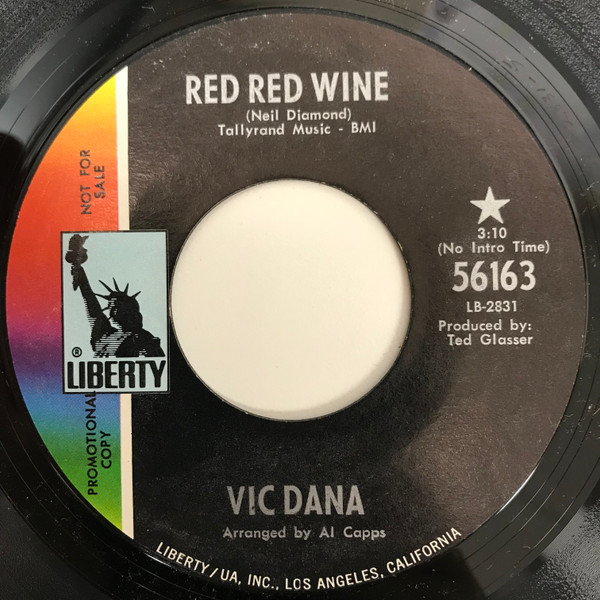 RED RED WINE
(Neil Diamond)
Tallyrand Music - BMI
NOT FOR
SALE
3:10
(No Intro Time)
56163
LB-2831
Produced by:
Ted Glasser
®
LIBERTY
PROMOTIONAL
COPY
VIC DANA
Arranged by Al Capps
LIBERTY/UA, INC., LOS ANGELES, CALIFORNIA